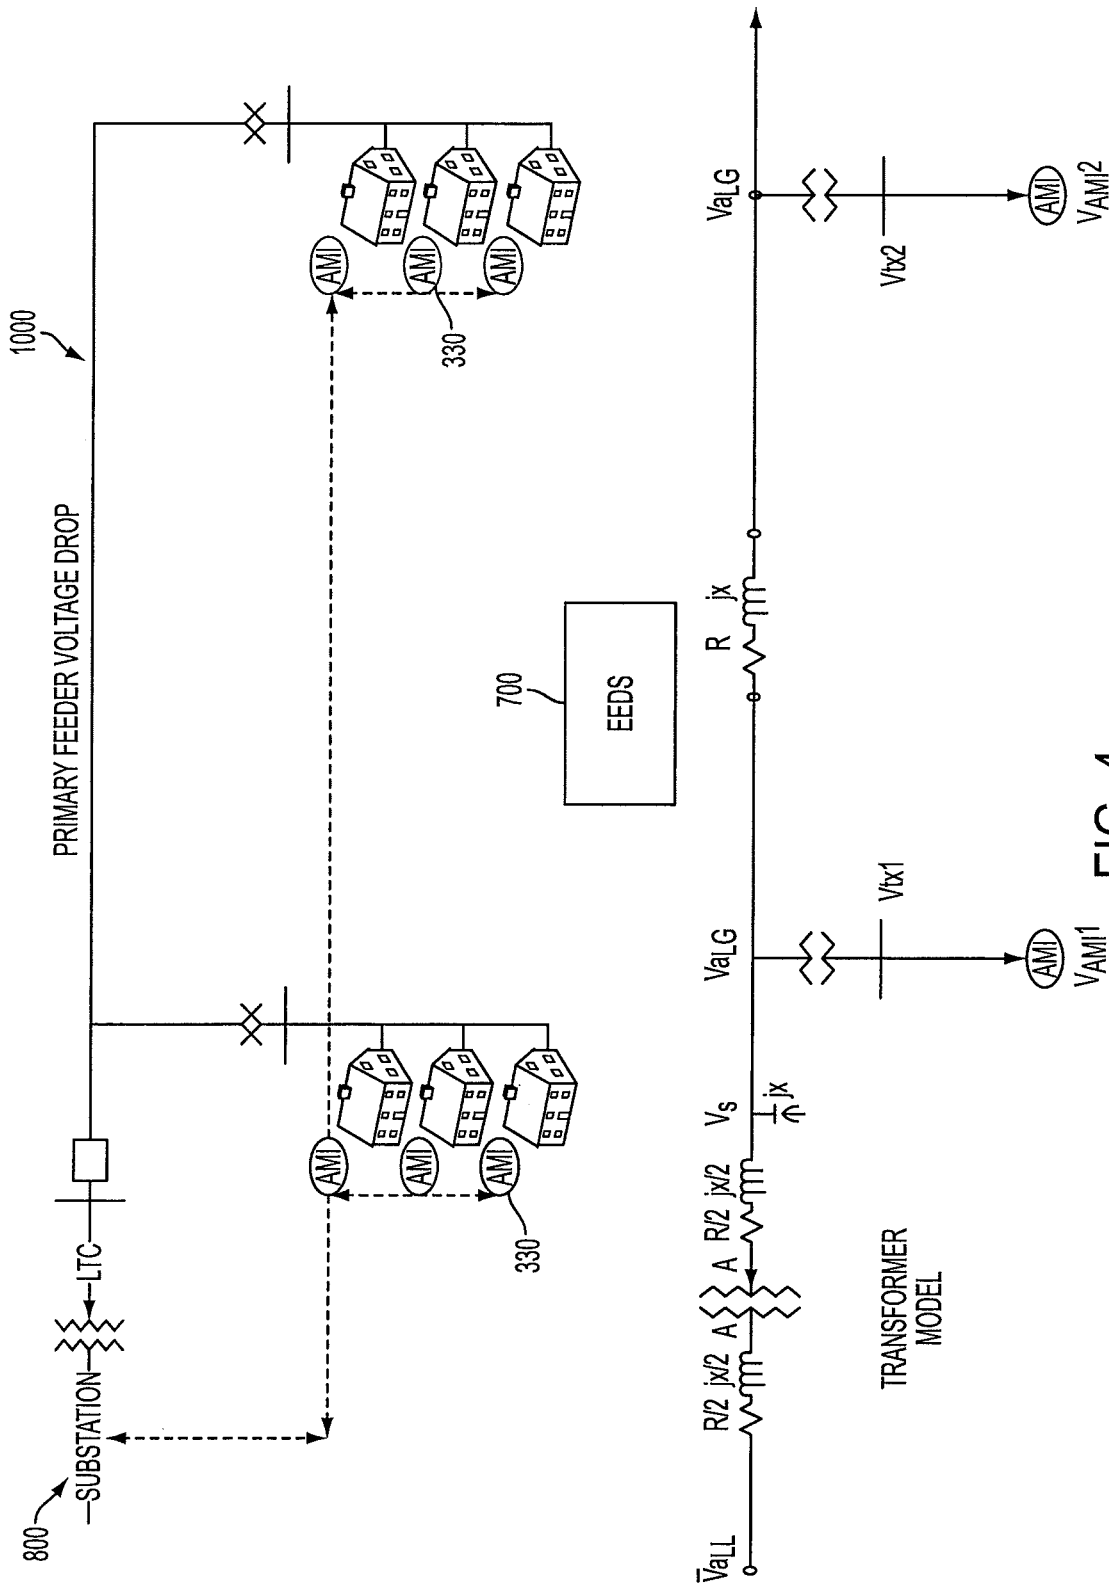 1000
PRIMARY FEEDER VOLTAGE DROP
800
SUBSTATION
LTC
AMI
AMI
AMI
330
AMI
AMI
AMI
330
700
EEDS
V̅aLL
R/2 jx/2
A
A
R/2 jx/2
VS
jx
VaLG
R
jx
VaLG
TRANSFORMER
MODEL
Vtx1
Vtx2
AMI
VAMI1
AMI
VAMI2
FIG. 4